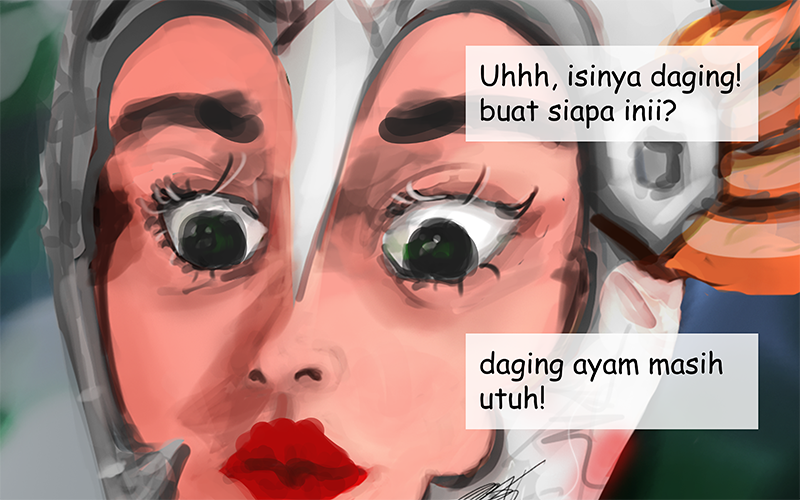 Uhhh, isinya daging!
buat siapa inii?
daging ayam masih
utuh!